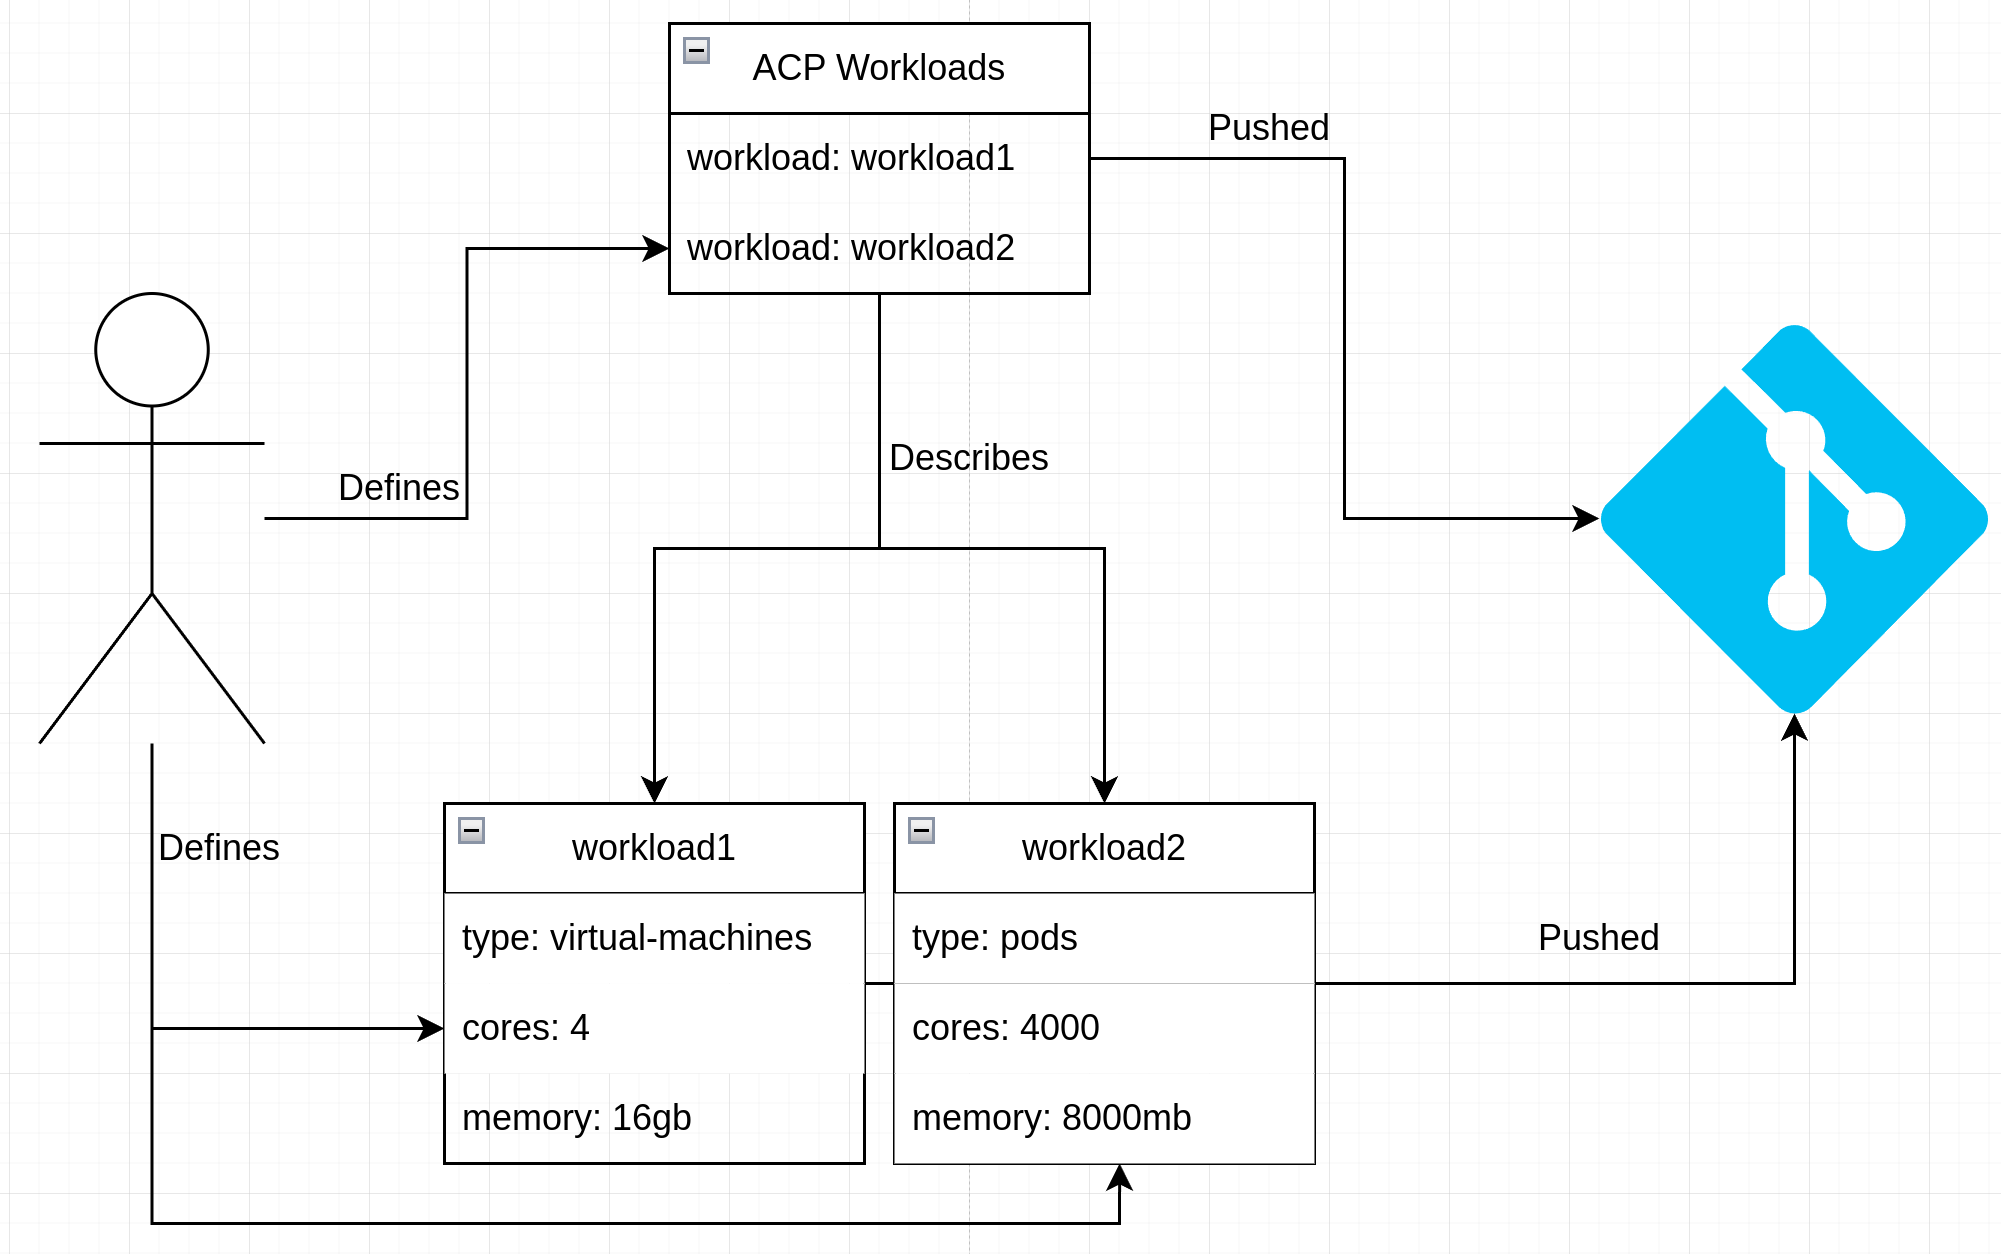 ACP Workloads
workload: workload1
workload: workload2
Pushed
Defines
Describes
Defines
workload1
type: virtual-machines
cores: 4
memory: 16gb
workload2
type: pods
cores: 4000
memory: 8000mb
Pushed